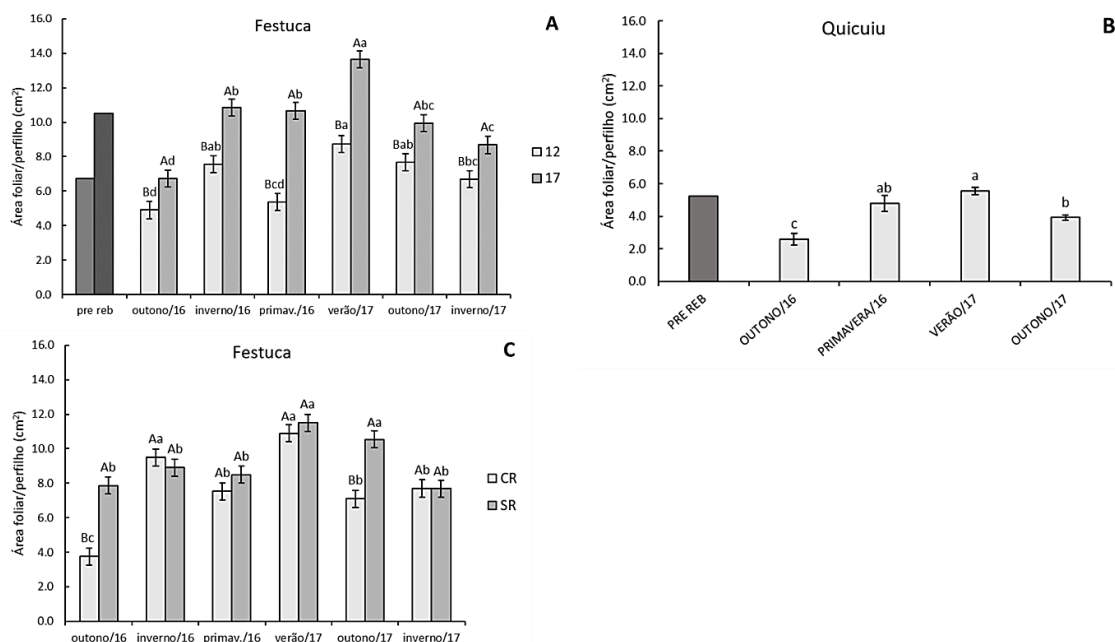 Festuca
A
16.0
14.0
12.0
10.0
8.0
6.0
4.0
2.0
0.0
Área foliar/perfilho (cm²)
Bd Ad Bab Ab Bcd Ab Ba Aa Bab Abc Bbc Ac
12
17
pre reb outono/16 inverno/16 primav./16 verão/17 outono/17 inverno/17
Quicuiu
B
16.0
14.0
12.0
10.0
8.0
6.0
4.0
2.0
0.0
Área foliar/perfilho (cm²)
c ab a b
PRE REB OUTONO/16 PRIMAVERA/16 VERÃO/17 OUTONO/17
Festuca
C
16.0
14.0
12.0
10.0
8.0
6.0
4.0
2.0
0.0
Área foliar/perfilho (cm²)
Bc Ab Aa Ab Ab Ab Aa Aa Bb Aa Ab Ab
CR
SR
outono/16 inverno/16 primav./16 verão/17 outono/17 inverno/17